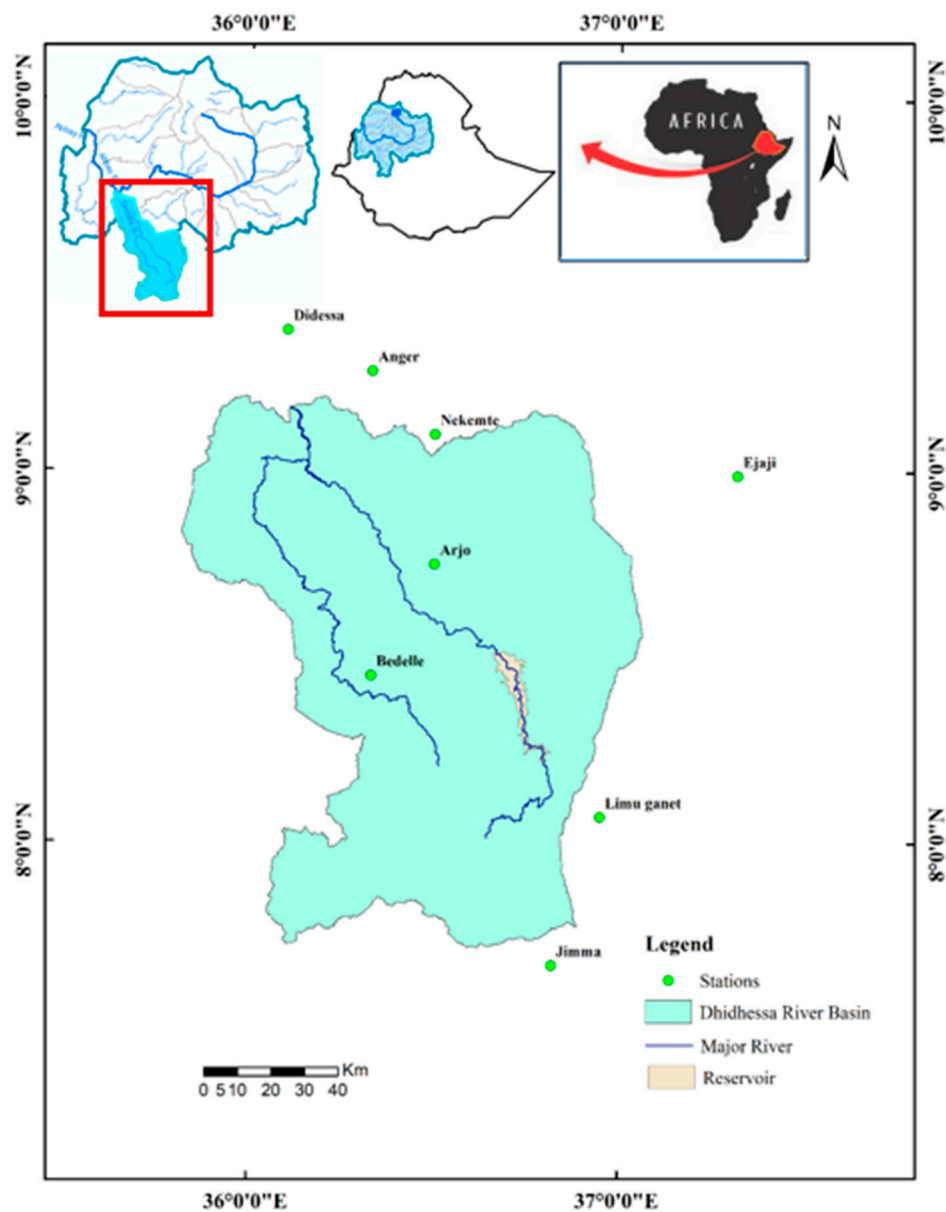 36°0'0"E
37°0'0"E
10°0'0"N
10°0'0"N
AFRICA
N
Didessa
Anger
Nekemte
9°0'0"N
9°0'0"N
Ejaji
Arjo
Bedelle
Limu ganet
8°0'0"N
8°0'0"N
Jimma
Legend
Stations
Dhidhessa River Basin
Major River
Reservoir
Km
0 5 10 20 30 40
36°0'0"E
37°0'0"E